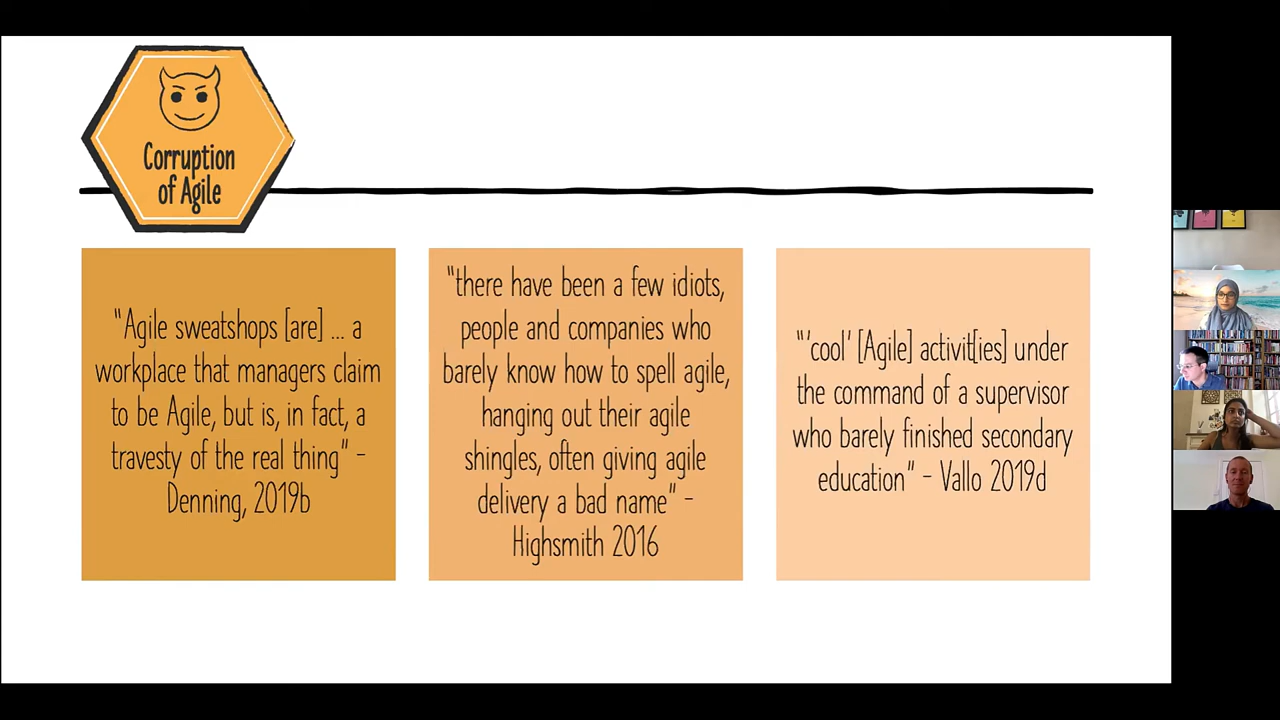 Corruption
of Agile
"Agile sweatshops [are] ... a
workplace that managers claim
to be Agile, but is, in fact, a
travesty of the real thing" -
Denning, 2019b
"there have been a few idiots,
people and companies who
barely know how to spell agile,
hanging out their agile
shingles, often giving agile
delivery a bad name" -
Highsmith 2016
"'cool' [Agile] activit[ies] under
the command of a supervisor
who barely finished secondary
education" - Vallo 2019d